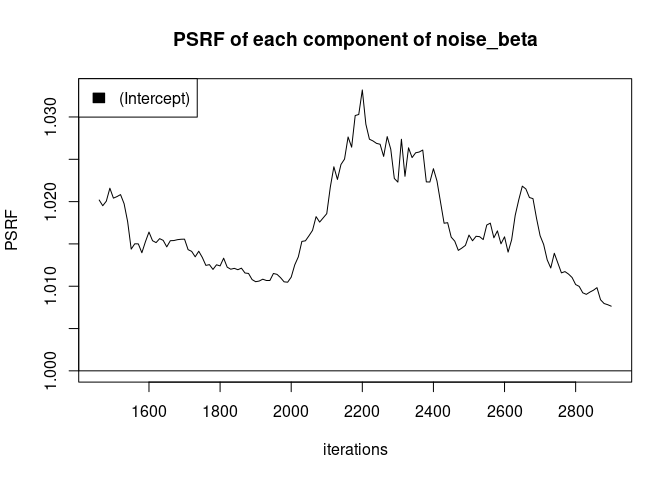 PSRF of each component of noise_beta
(Intercept)
PSRF
1.030
1.020
1.010
1.000
1600 1800 2000 2200 2400 2600 2800
iterations